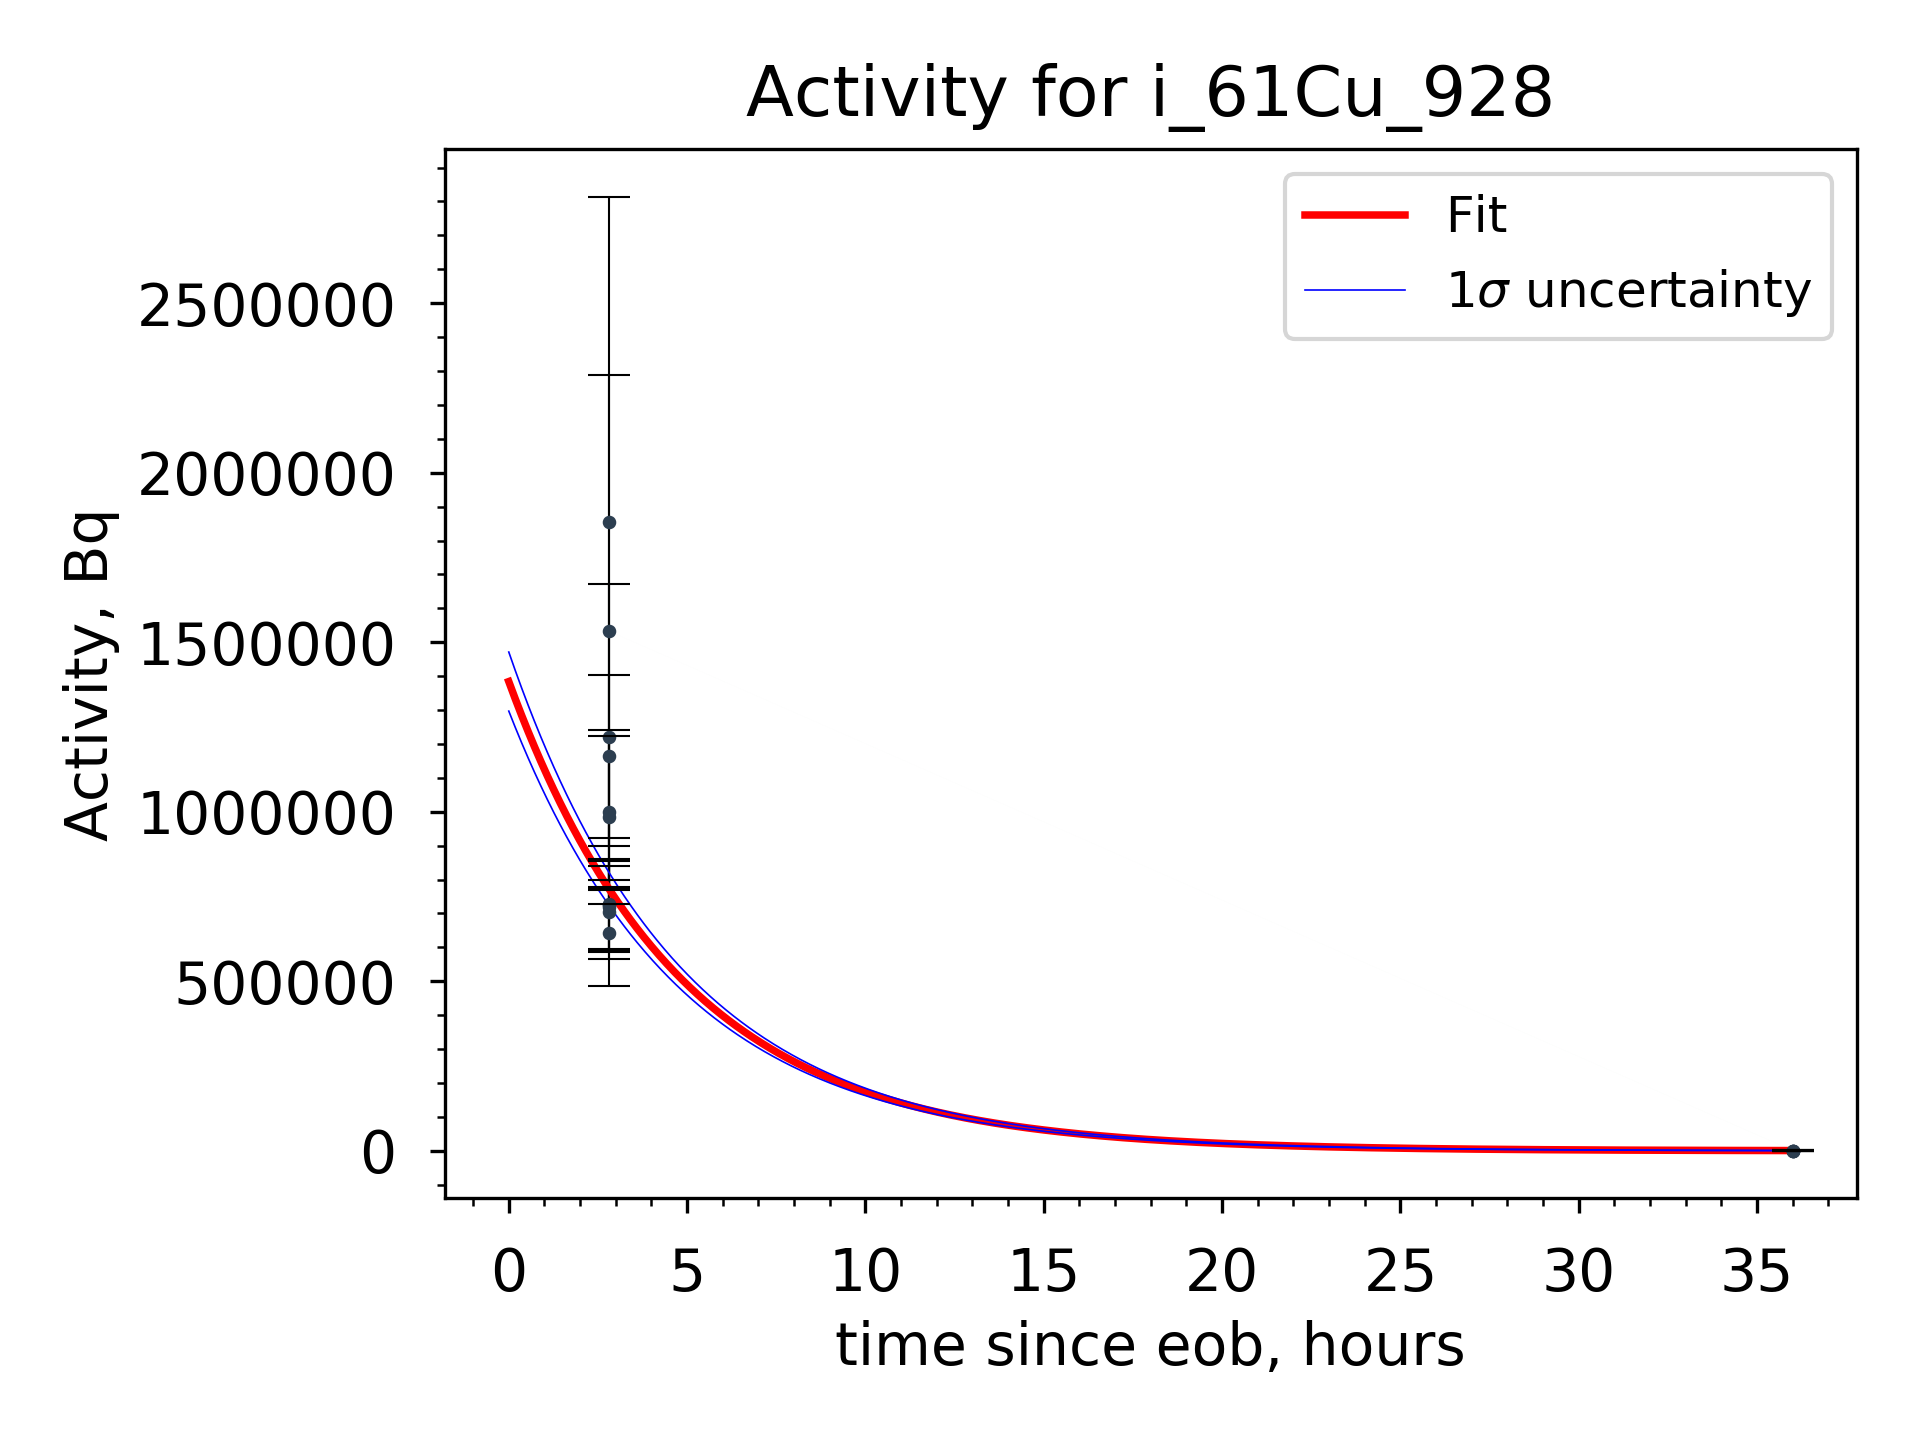 Activity for i_61Cu_928
Fit
1σ uncertainty
Activity, Bq
2500000
2000000
1500000
1000000
500000
0
0 5 10 15 20 25 30 35
time since eob, hours